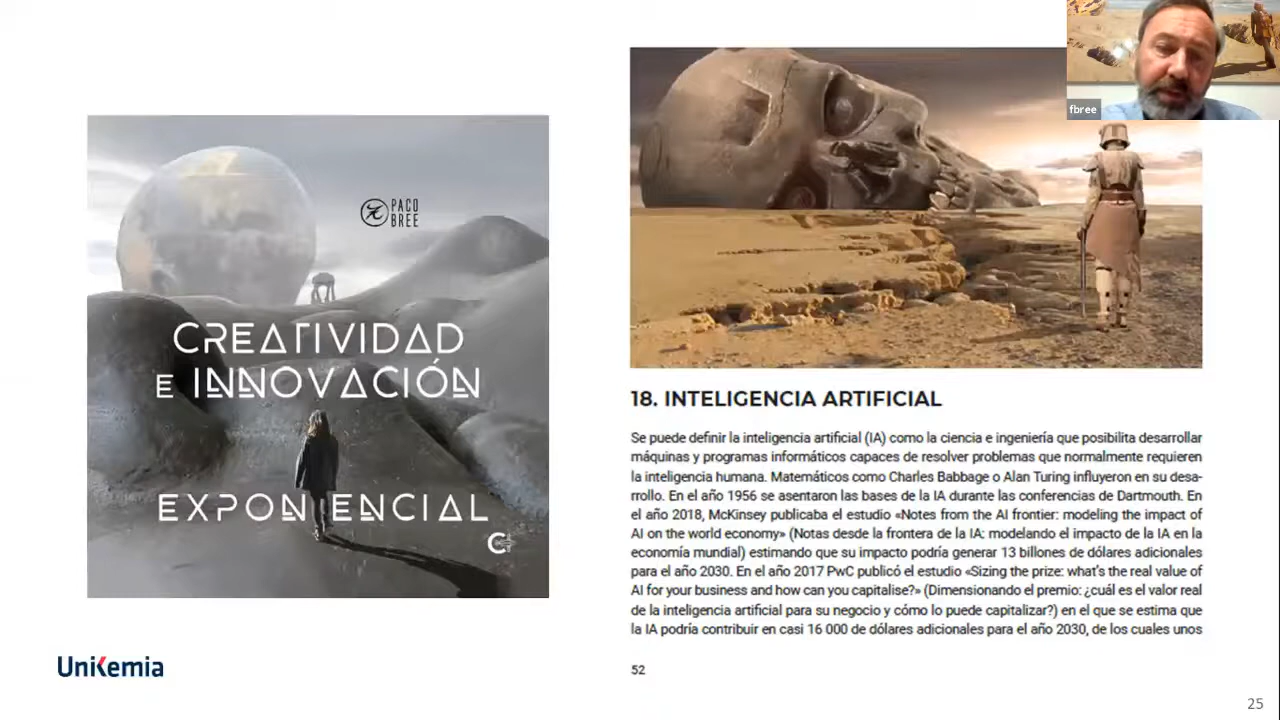 PACO
BREE
CREATIVIDAD
E INNOVACIÓN
EXPONENCIAL
UniKemia
fbree
18. INTELIGENCIA ARTIFICIAL
Se puede definir la inteligencia artificial (IA) como la ciencia e ingeniería que posibilita desarrollar
máquinas y programas informáticos capaces de resolver problemas que normalmente requieren
la inteligencia humana. Matemáticos como Charles Babbage o Alan Turing influyeron en su desa-
rrollo. En el año 1956 se asentaron las bases de la IA durante las conferencias de Dartmouth. En
el año 2018, McKinsey publicaba el estudio «Notes from the AI frontier: modeling the impact of
AI on the world economy» (Notas desde la frontera de la IA: modelando el impacto de la IA en la
economía mundial) estimando que su impacto podría generar 13 billones de dólares adicionales
para el año 2030. En el año 2017 PwC publicó el estudio «Sizing the prize: what's the real value of
AI for your business and how can you capitalise?» (Dimensionando el premio: ¿cuál es el valor real
de la inteligencia artificial para su negocio y cómo lo puede capitalizar?) en el que se estima que
la IA podría contribuir en casi 16 000 de dólares adicionales para el año 2030, de los cuales unos
52
25